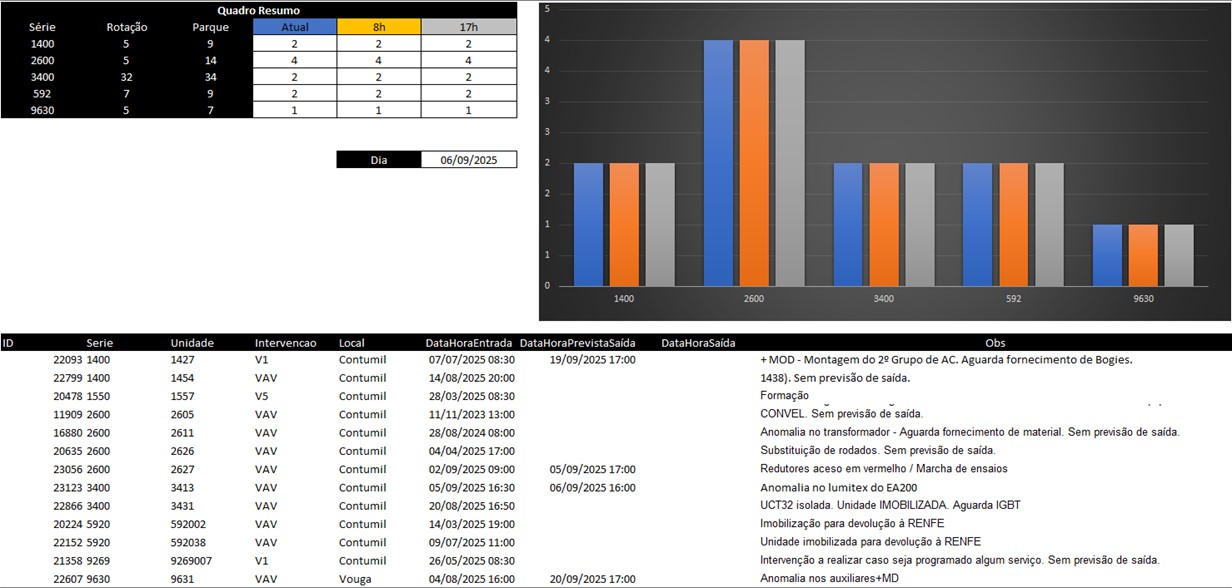 Quadro Resumo
Série Rotação Parque Atual 8h 17h
1400 5 9 2 2 2
2600 5 14 4 4 4
3400 32 34 2 2 2
592 7 9 2 2 2
9630 5 7 1 1 1
Dia 06/09/2025
5
4
4
3
3
2
2
1
1
0
1400 2600 3400 592 9630
ID Serie Unidade Intervencao Local DataHoraEntrada DataHoraPrevistaSaída DataHoraSaída Obs
22093 1400 1427 V1 Contumil 07/07/2025 08:30 19/09/2025 17:00 + MOD - Montagem do 2º Grupo de AC. Aguarda fornecimento de Bogies.
22799 1400 1454 VAV Contumil 14/08/2025 20:00 1438). Sem previsão de saída.
20478 1550 1557 V5 Contumil 28/03/2025 08:30 Formação
11909 2600 2605 VAV Contumil 11/11/2023 13:00 CONVEL. Sem previsão de saída.
16880 2600 2611 VAV Contumil 28/08/2024 08:00 Anomalia no transformador - Aguarda fornecimento de material. Sem previsão de saída.
20635 2600 2626 VAV Contumil 04/04/2025 17:00 Substituição de rodados. Sem previsão de saída.
23056 2600 2627 VAV Contumil 02/09/2025 09:00 05/09/2025 17:00 Redutores aceso em vermelho / Marcha de ensaios
23123 3400 3413 VAV Contumil 05/09/2025 16:30 06/09/2025 16:00 Anomalia no lumitex do EA200
22866 3400 3431 VAV Contumil 20/08/2025 16:50 UCT32 isolada. Unidade IMOBILIZADA. Aguarda IGBT
20224 5920 592002 VAV Contumil 14/03/2025 19:00 Imobilização para devolução à RENFE
22152 5920 592038 VAV Contumil 09/07/2025 11:00 Unidade imobilizada para devolução à RENFE
21358 9269 9269007 V1 Contumil 26/05/2025 08:30 Intervenção a realizar caso seja programado algum serviço. Sem previsão de saída.
22607 9630 9631 VAV Vouga 04/08/2025 16:00 20/09/2025 17:00 Anomalia nos auxiliares+MD